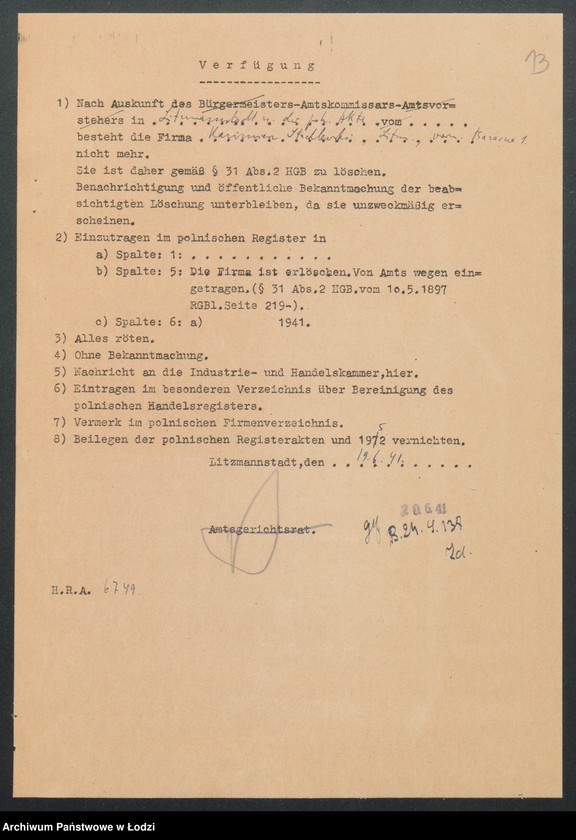 13
Verfügung
1) Nach Auskunft des Bürgermeisters-Amtskommissars-Amtsvor=
stehers in . . . . . vom . . . . .
besteht die Firma .
nicht mehr.
Sie ist daher gemäß § 31 Abs.2 HGB zu löschen.
Benachrichtigung und öffentliche Bekanntmachung der beab=
sichtigten Löschung unterbleiben, da sie unzweckmäßig er=
scheinen.
2) Einzutragen im polnischen Register in
a) Spalte: 1: . . . . . . . . . . . .
b) Spalte: 5: Die Firma ist erlöschen.Von Amts wegen ein=
getragen.(§ 31 Abs.2 HGB.vom 1o.5.1897
RGBl.Seite 219-).
c) Spalte: 6: a) 1941.
3) Alles röten.
4) Ohne Bekanntmachung.
5) Nachricht an die Industrie- und Handelskammer,hier.
6) Eintragen im besonderen Verzeichnis über Bereinigung des
polnischen Handelsregisters.
7) Vermerk im polnischen Firmenverzeichnis.
8) Beilegen der polnischen Registerakten und 1975 vernichten.
Litzmannstadt,den 19.6.41. . . . . .
20 6 41
Amtsgerichtsrat.
H.R.A. 6749
Archiwum Państwowe w Łodzi